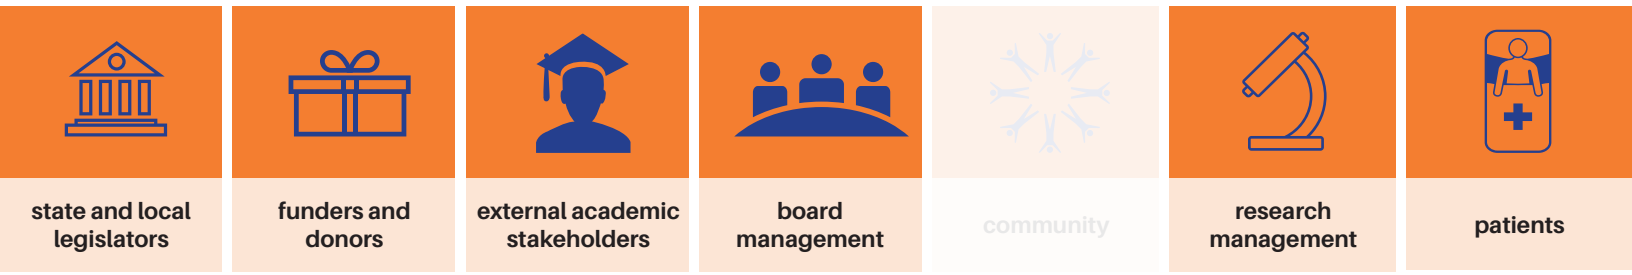 state and local
legislators
funders and
donors
external academic
stakeholders
board
management
community
research
management
patients